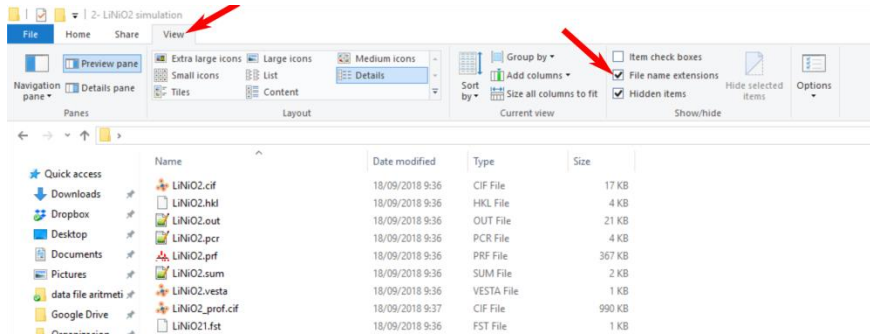 2- LiNiO2 simulation
File Home Share View
Preview pane
Navigation pane
Details pane
Panes
Extra large icons Large icons Medium icons
Small icons List Details
Tiles Content
Layout
Sort by
Group by
Add columns
Size all columns to fit
Current view
Item check boxes
File name extensions
Hidden items
Hide selected items
Show/hide
Options
Name Date modified Type Size
Quick access
Downloads
Dropbox
Desktop
Documents
Pictures
data file aritmeti
Google Drive
Organization
LiNiO2.cif 18/09/2018 9:36 CIF File 17 KB
LiNiO2.hkl 18/09/2018 9:36 HKL File 4 KB
LiNiO2.out 18/09/2018 9:36 OUT File 21 KB
LiNiO2.pcr 18/09/2018 9:36 PCR File 4 KB
LiNiO2.prf 18/09/2018 9:36 PRF File 367 KB
LiNiO2.sum 18/09/2018 9:36 SUM File 2 KB
LiNiO2.vesta 18/09/2018 9:36 VESTA File 1 KB
LiNiO2_prof.cif 18/09/2018 9:37 CIF File 990 KB
LiNiO21.fst 18/09/2018 9:36 FST File 1 KB